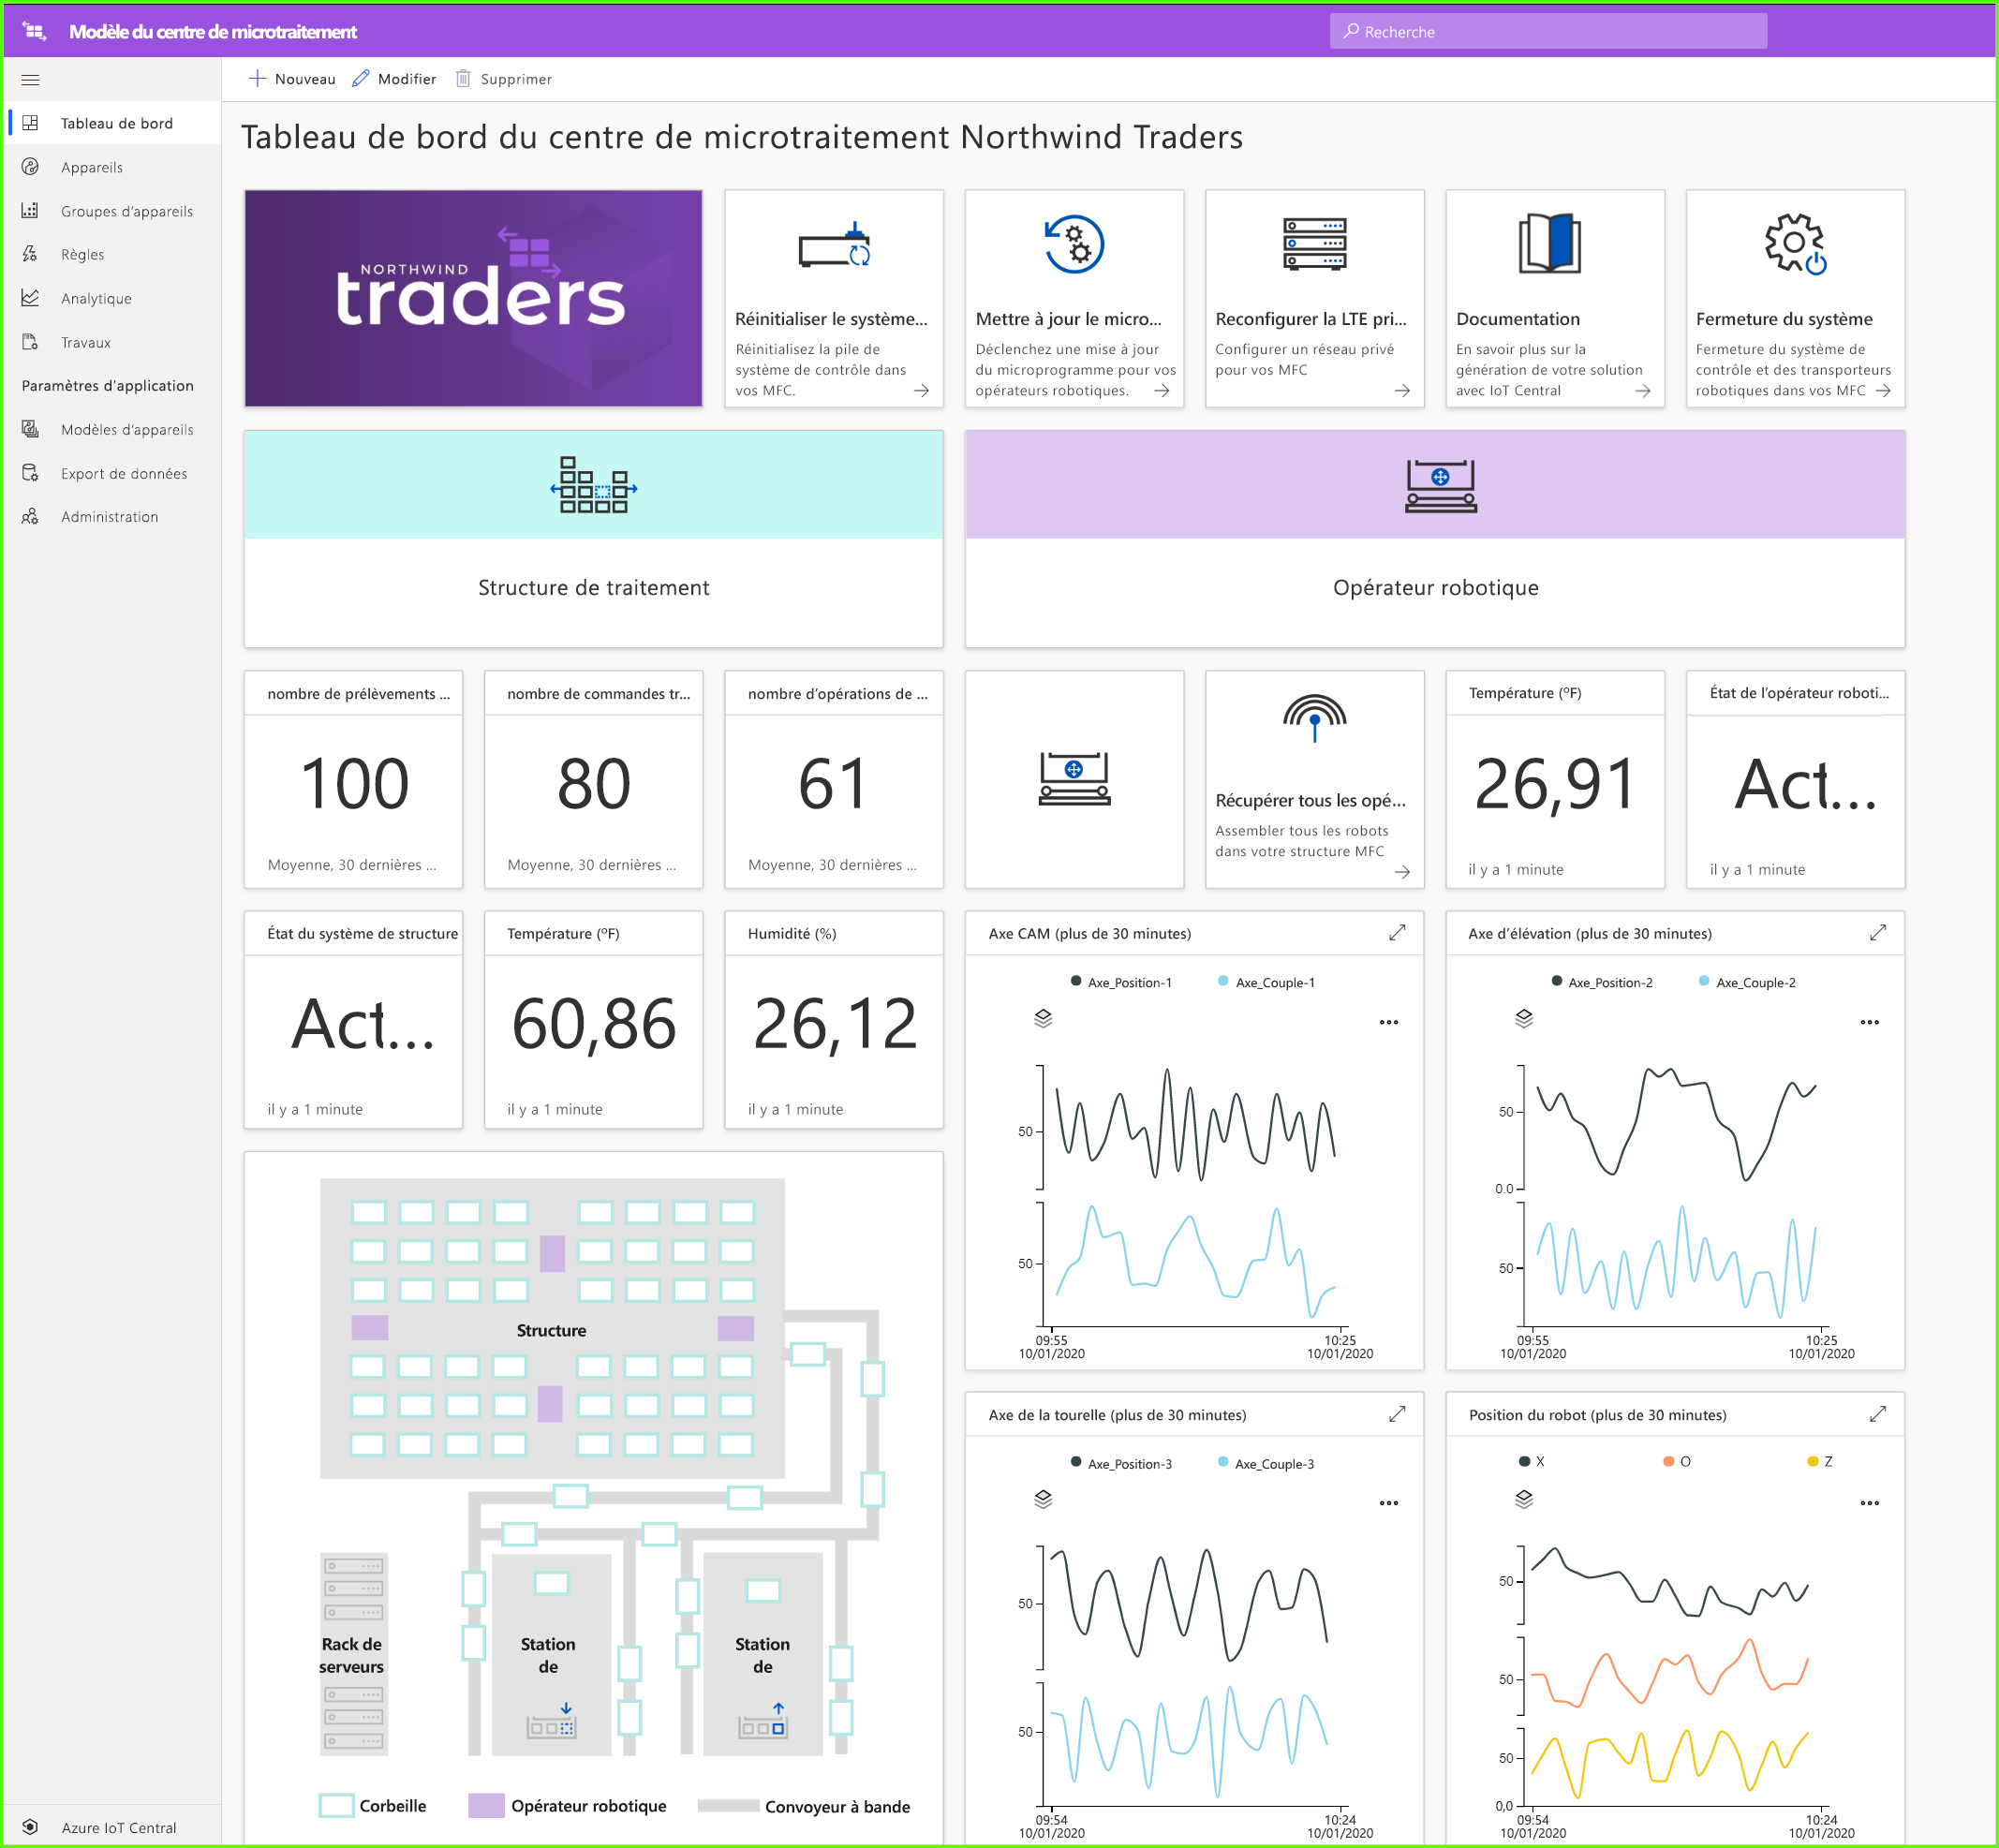 Modèle du centre de microtraitement
Recherche
Nouveau
Modifier
Supprimer
Tableau de bord
Appareils
Groupes d'appareils
Règles
Analytique
Travaux
Paramètres d'application
Modèles d'appareils
Export de données
Administration
Azure IoT Central
Tableau de bord du centre de microtraitement Northwind Traders
NORTHWIND
traders
Réinitialiser le système...
Réinitialisez la pile de
système de contrôle dans
vos MFC.
Mettre à jour le micro...
Déclenchez une mise à jour
du microprogramme pour vos
opérateurs robotiques.
Reconfigurer la LTE pri...
Configurer un réseau privé
pour vos MFC
Documentation
En savoir plus sur la
génération de votre solution
avec IoT Central
Fermeture du système
Fermeture du système de
contrôle et des transporteurs
robotiques dans vos MFC
Structure de traitement
Opérateur robotique
nombre de prélèvements ...
100
Moyenne, 30 dernières ...
nombre de commandes tr...
80
Moyenne, 30 dernières ...
nombre d'opérations de ...
61
Moyenne, 30 dernières ...
Récupérer tous les opé...
Assembler tous les robots
dans votre structure MFC
Température (ºF)
26,91
il y a 1 minute
État de l'opérateur roboti...
Act...
il y a 1 minute
État du système de structure
Act...
il y a 1 minute
Température (ºF)
60,86
il y a 1 minute
Humidité (%)
26,12
il y a 1 minute
Axe CAM (plus de 30 minutes)
Axe_Position-1
Axe_Couple-1
50
50
09:55
10/01/2020
10:25
10/01/2020
Axe d'élévation (plus de 30 minutes)
Axe_Position-2
Axe_Couple-2
50
0.0
50
09:55
10/01/2020
10:25
10/01/2020
Structure
Rack de
serveurs
Station
de
Station
de
Corbeille
Opérateur robotique
Convoyeur à bande
Axe de la tourelle (plus de 30 minutes)
Axe_Position-3
Axe_Couple-3
50
50
09:54
10/01/2020
10:24
10/01/2020
Position du robot (plus de 30 minutes)
X
O
Z
50
50
50
0,0
09:54
10/01/2020
10:24
10/01/2020